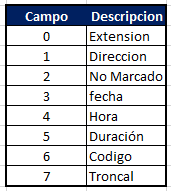 Campo Descripcion
0 Extension
1 Direccion
2 No Marcado
3 fecha
4 Hora
5 Duración
6 Codigo
7 Troncal